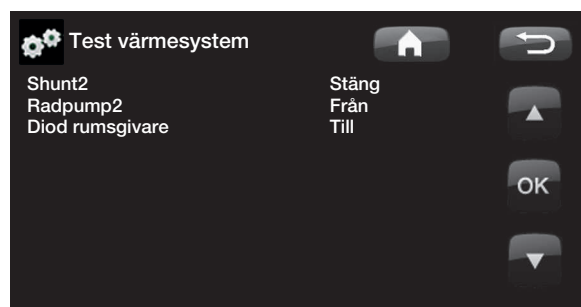 Test värmesystem
Shunt2 Stäng
Radpump2 Från
Diod rumsgivare Till
OK